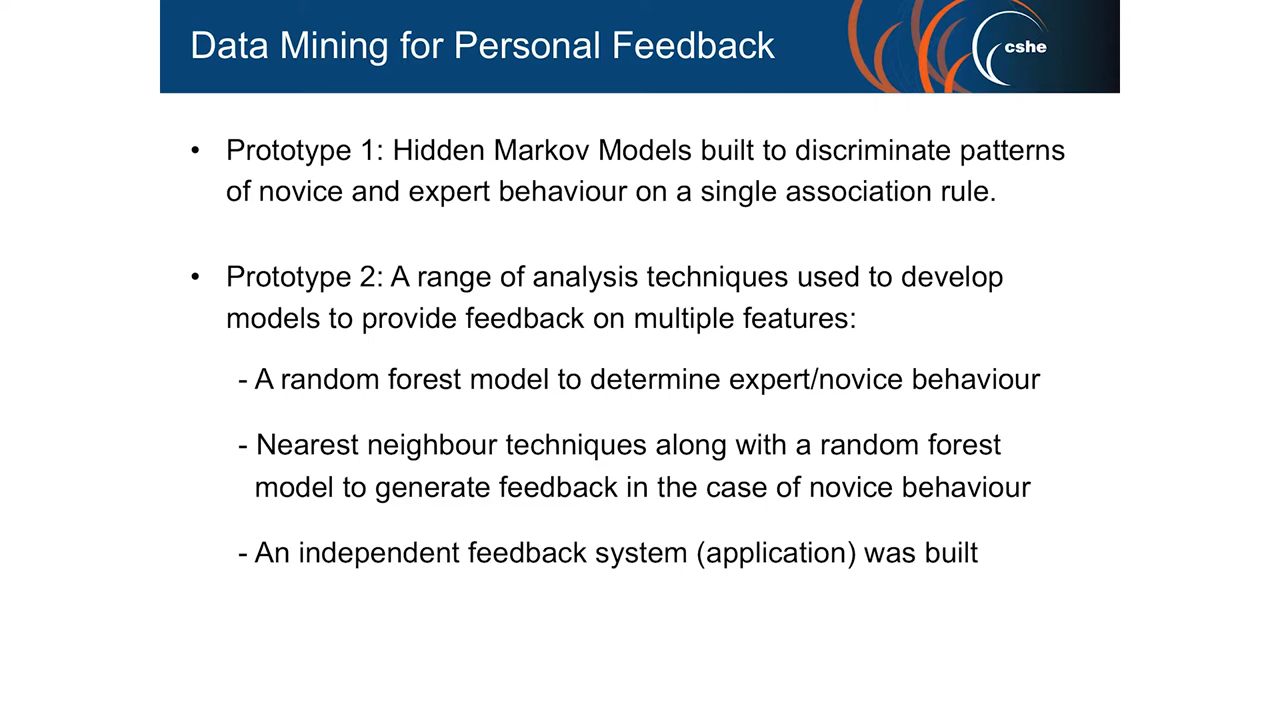 Data Mining for Personal Feedback
cshe
• Prototype 1: Hidden Markov Models built to discriminate patterns
of novice and expert behaviour on a single association rule.
• Prototype 2: A range of analysis techniques used to develop
models to provide feedback on multiple features:
- A random forest model to determine expert/novice behaviour
- Nearest neighbour techniques along with a random forest
model to generate feedback in the case of novice behaviour
- An independent feedback system (application) was built